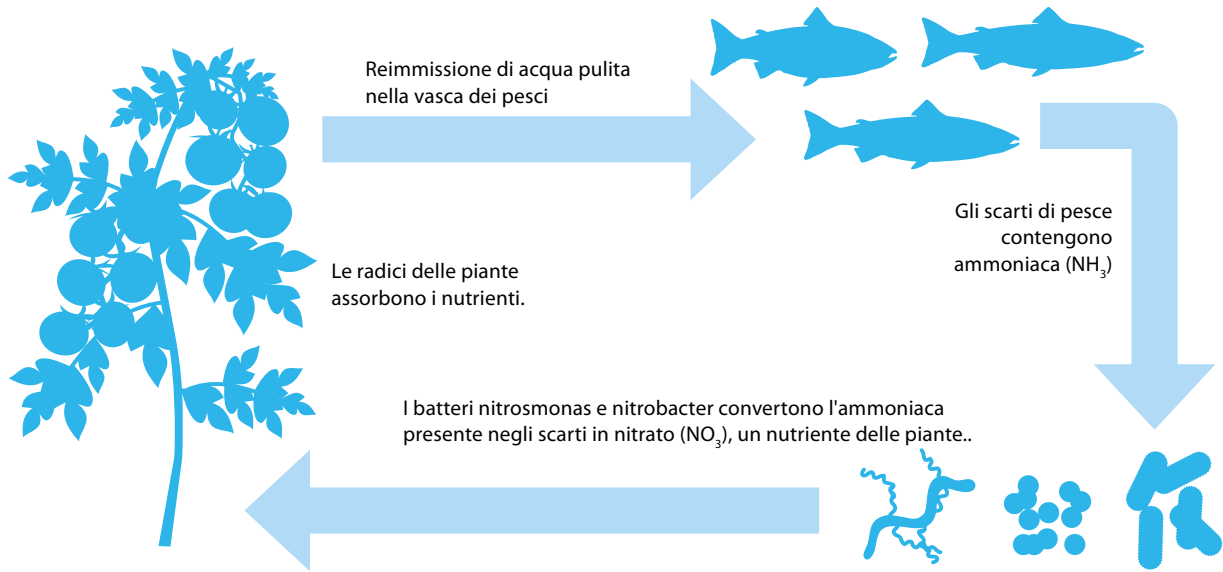 Reimmissione di acqua pulita
nella vasca dei pesci
Gli scarti di pesce
contengono
ammoniaca (NH₃)
Le radici delle piante
assorbono i nutrienti.
I batteri nitrosmonas e nitrobacter convertono l'ammoniaca
presente negli scarti in nitrato (NO₃), un nutriente delle piante..